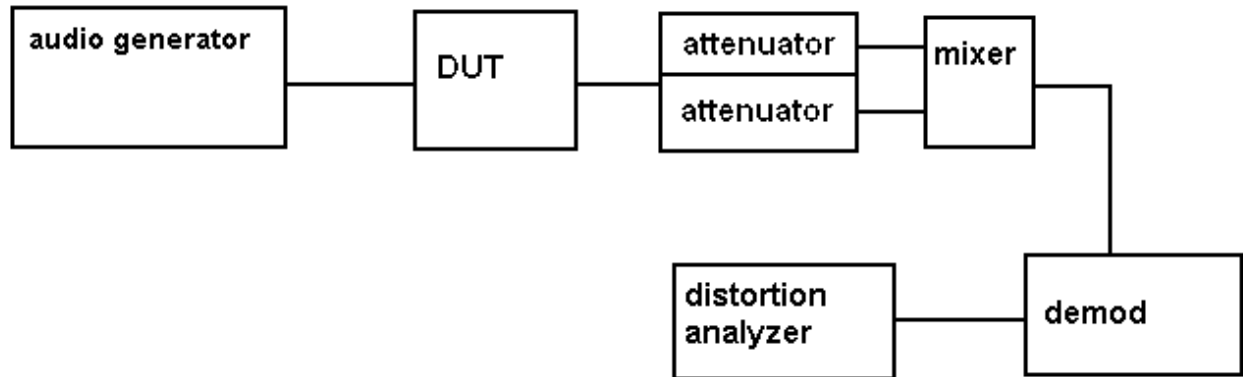 audio generator
DUT
attenuator
attenuator
mixer
distortion
analyzer
demod